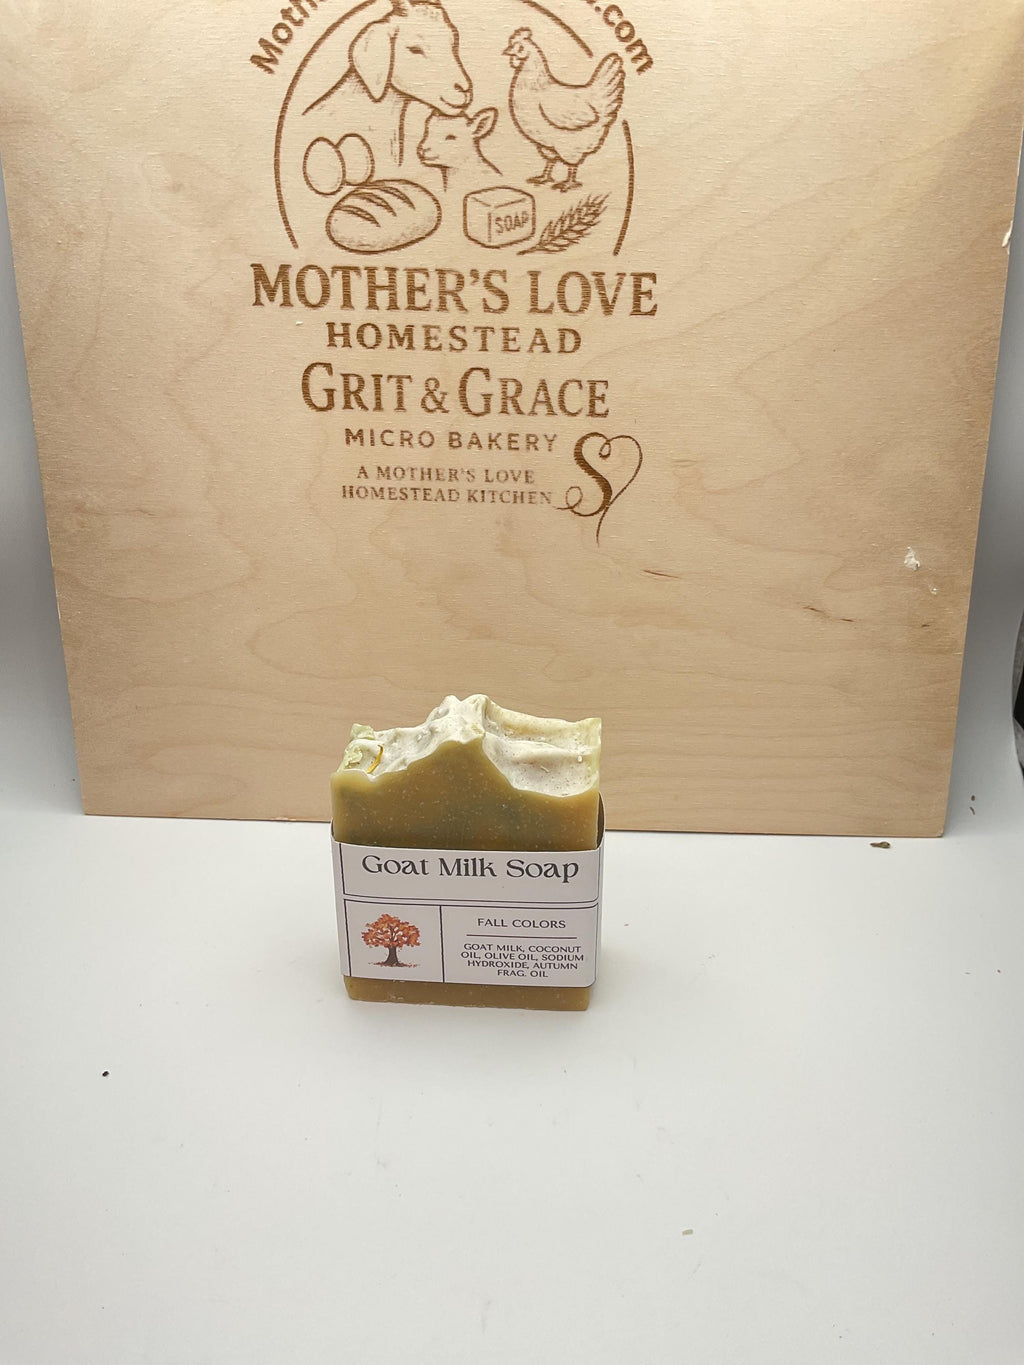 SOAP
MOTHER'S LOVE
HOMESTEAD
GRIT & GRACE
MICRO BAKERY
A MOTHER'S LOVE
HOMESTEAD KITCHEN
Goat Milk Soap
FALL COLORS
GOAT MILK, COCONUT
OIL, OLIVE OIL, SODIUM
HYDROXIDE, AUTUMN
FRAG. OIL